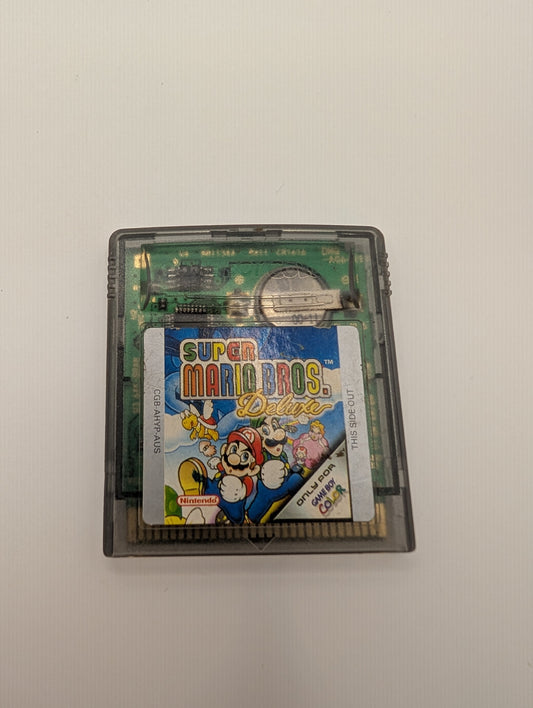 SUPER
MARIO BROS.
TM
Deluxe
CGB-AHYP-AUS
THIS SIDE OUT
Nintendo
ONLY FOR
GAME BOY
COLOR